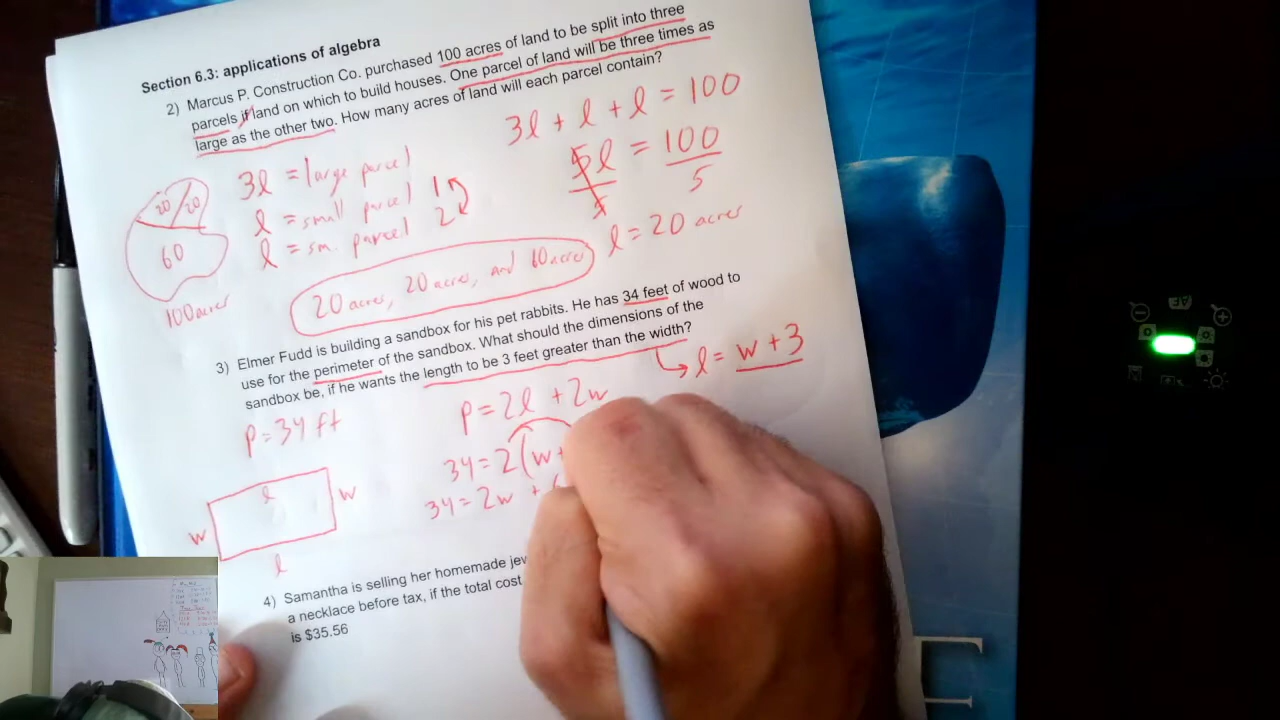 Section 6.3: applications of algebra
2) Marcus P. Construction Co. purchased 100 acres of land to be split into three
parcels if land on which to build houses. One parcel of land will be three times as
large as the other two. How many acres of land will each parcel contain?
3l + l + l = 100
3l = large parcel
5l = 100
5 5
l = small parcel 1
l = sm. parcel 2
l = 20 acres
20 20
60
100 acres
20 acres, 20 acres, and 60 acres
3) Elmer Fudd is building a sandbox for his pet rabbits. He has 34 feet of wood to
use for the perimeter of the sandbox. What should the dimensions of the
sandbox be, if he wants the length to be 3 feet greater than the width?
l = w + 3
P = 34 ft
P = 2l + 2w
34 = 2(w+
34 = 2w +
l
w
w
l
4) Samantha is selling her homemade jew
a necklace before tax, if the total cost
is $35.56
E
AF